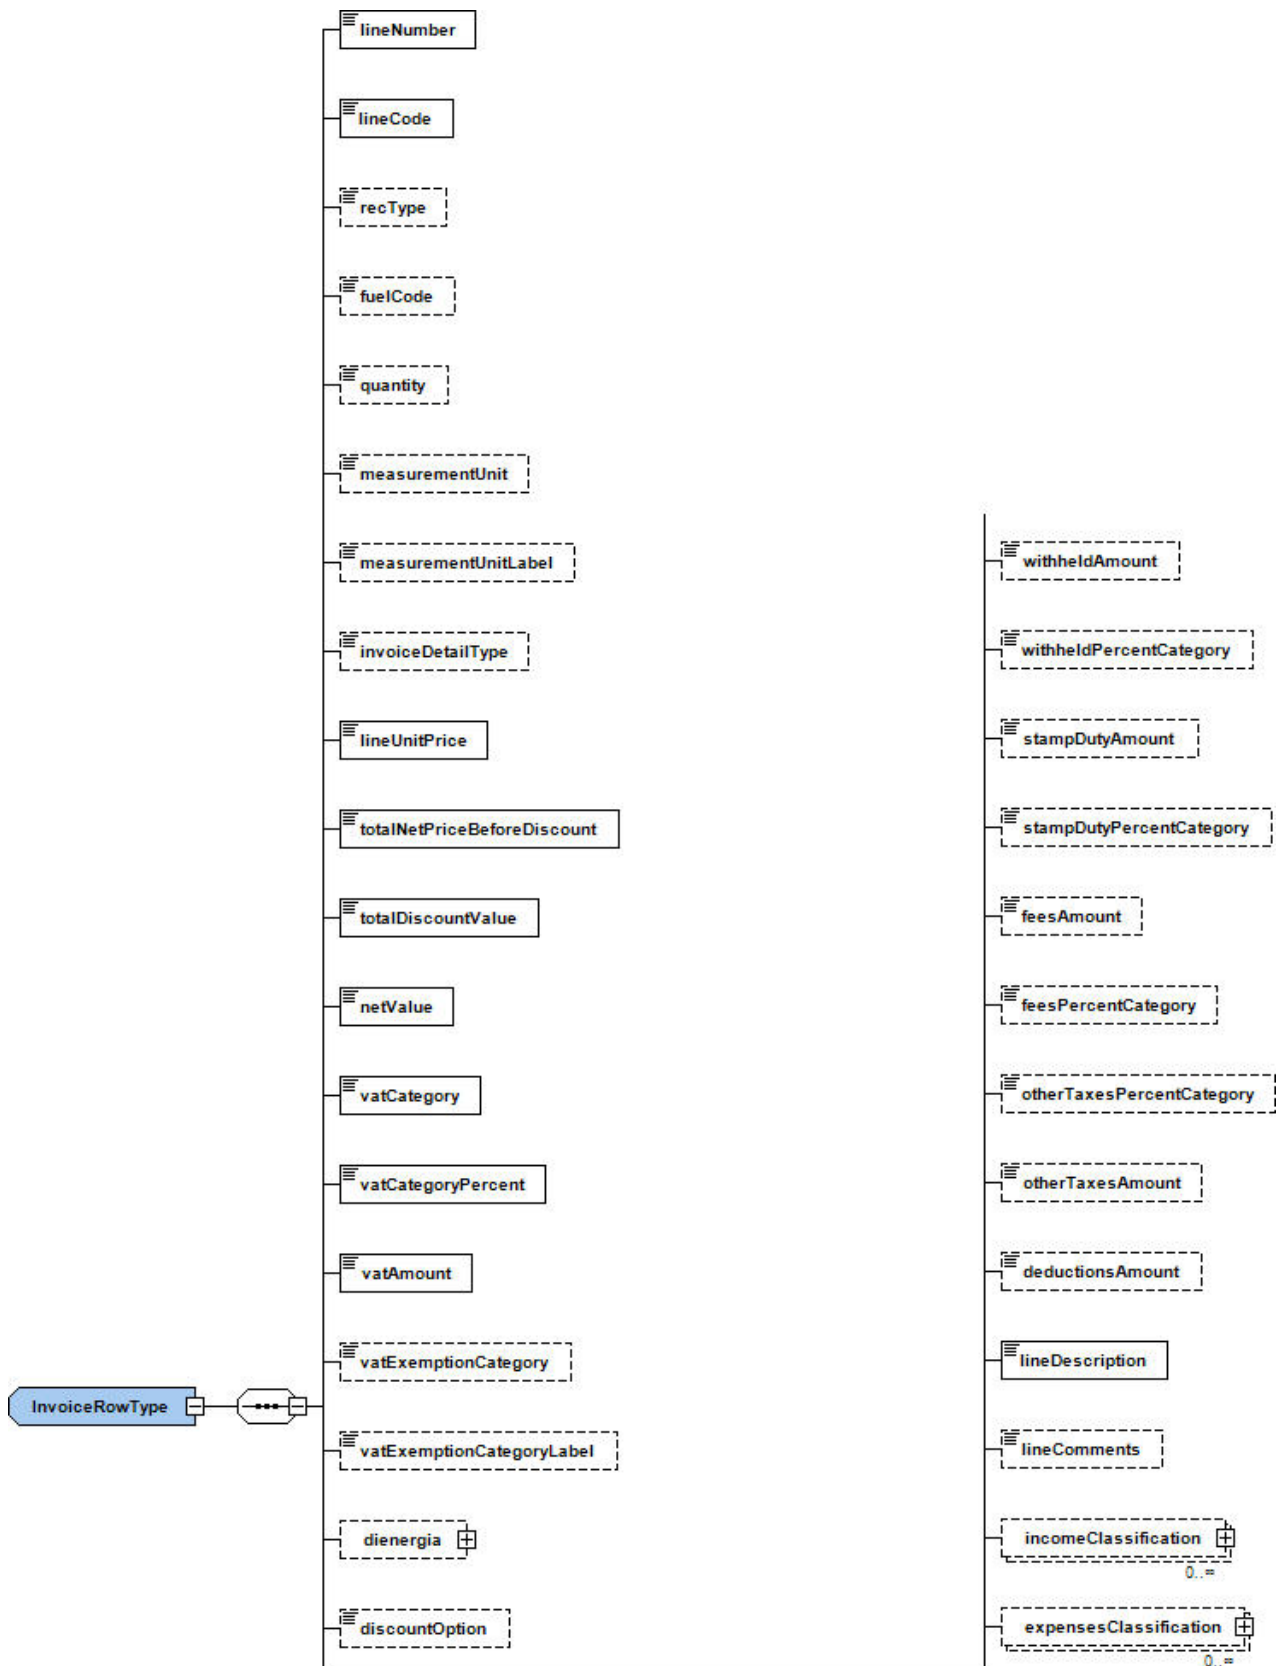 lineNumber
lineCode
recType
fuelCode
quantity
measurementUnit
measurementUnitLabel
invoiceDetailType
lineUnitPrice
totalNetPriceBeforeDiscount
totalDiscountValue
netValue
vatCategory
vatCategoryPercent
vatAmount
vatExemptionCategory
InvoiceRowType
vatExemptionCategoryLabel
dienergia
discountOption
withheldAmount
withheldPercentCategory
stampDutyAmount
stampDutyPercentCategory
feesAmount
feesPercentCategory
otherTaxesPercentCategory
otherTaxesAmount
deductionsAmount
lineDescription
lineComments
incomeClassification
0..∞
expensesClassification
0..∞